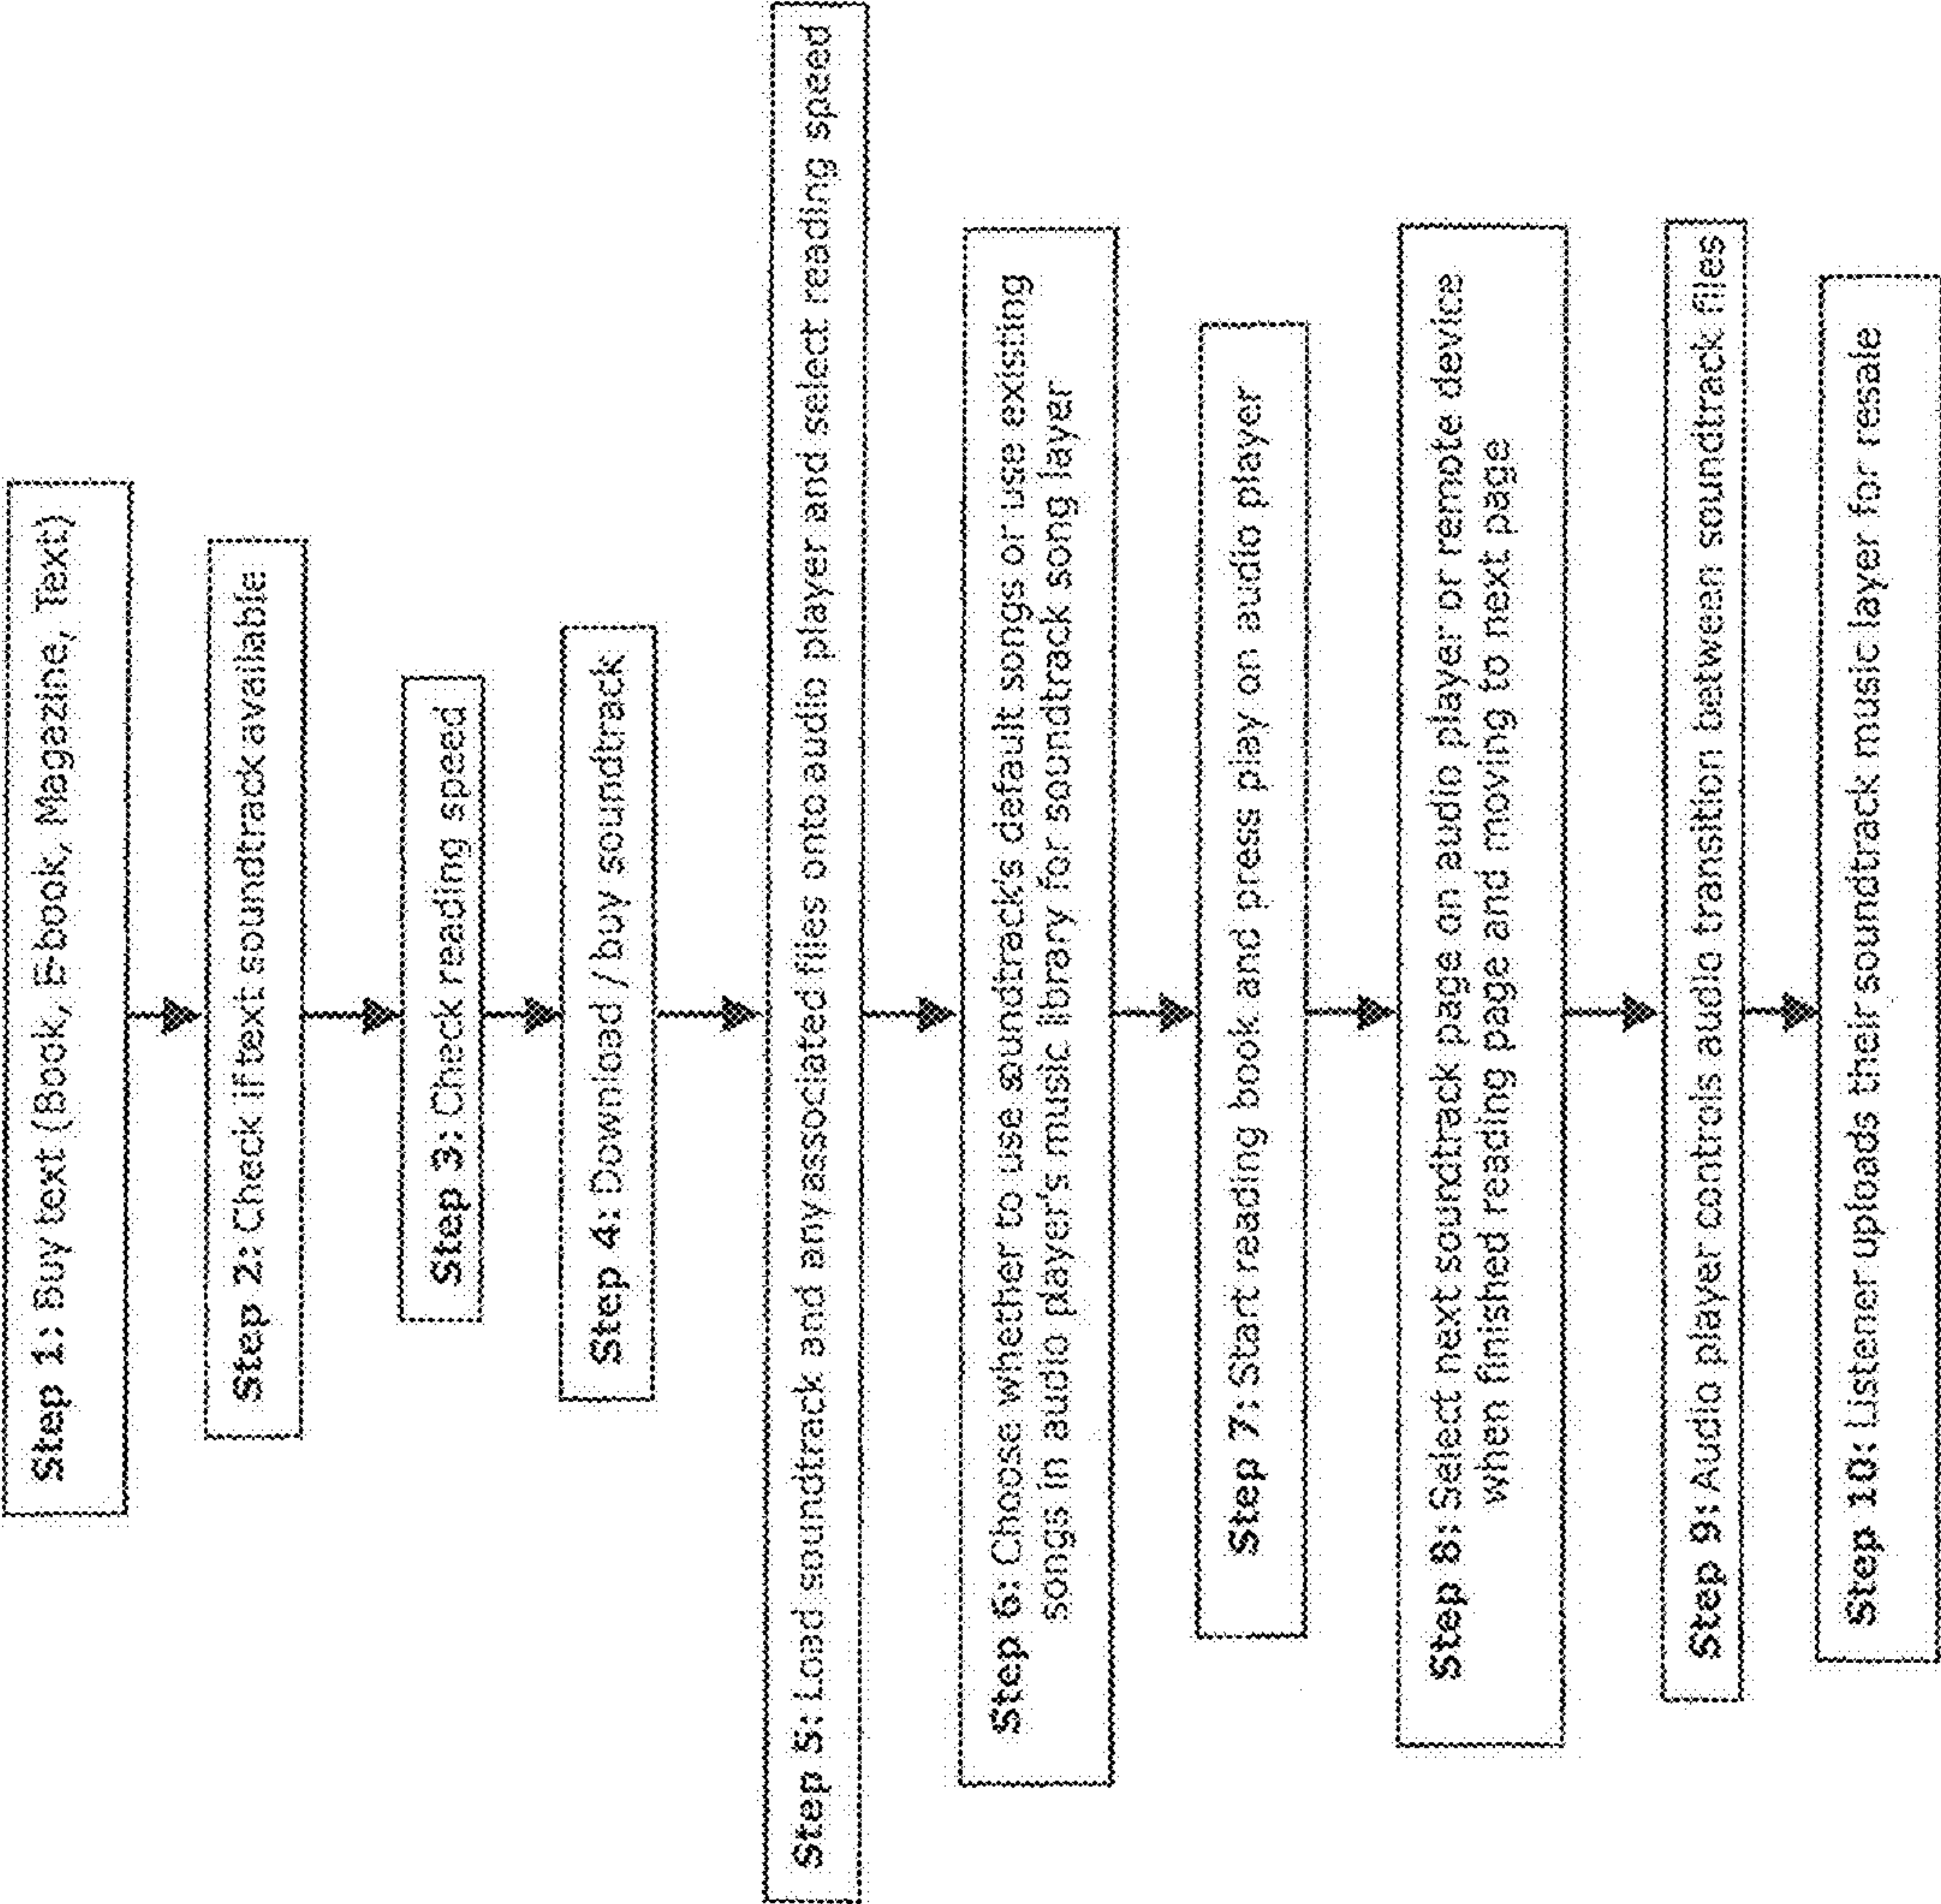 Step 1: Buy text (Book, E-book, Magazine, Text)
Step 2: Check if text soundtrack available
Step 3: Check reading speed
Step 4: Download / buy soundtrack
Step 5: Load soundtrack and any associated files onto audio player and select reading speed
Step 6: Choose whether to use soundtrack's default songs or use existing
songs in audio player's music library for soundtrack song layer
Step 7: Start reading book and press play on audio player
Step 8: Select next soundtrack page on audio player or remote device
when finished reading page and moving to next page
Step 9: Audio player controls audio transition between soundtrack files
Step 10: Listener uploads their soundtrack music layer for resale